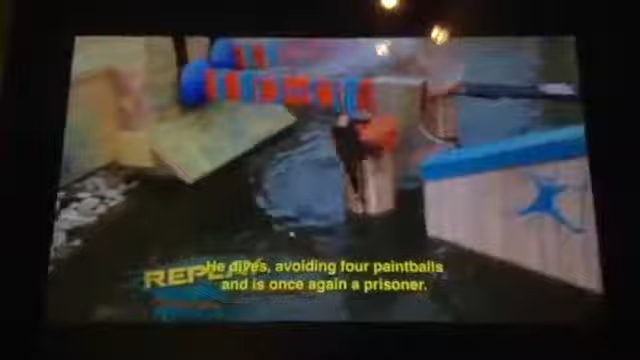 He dives, avoiding four paintballs
and is once again a prisoner.